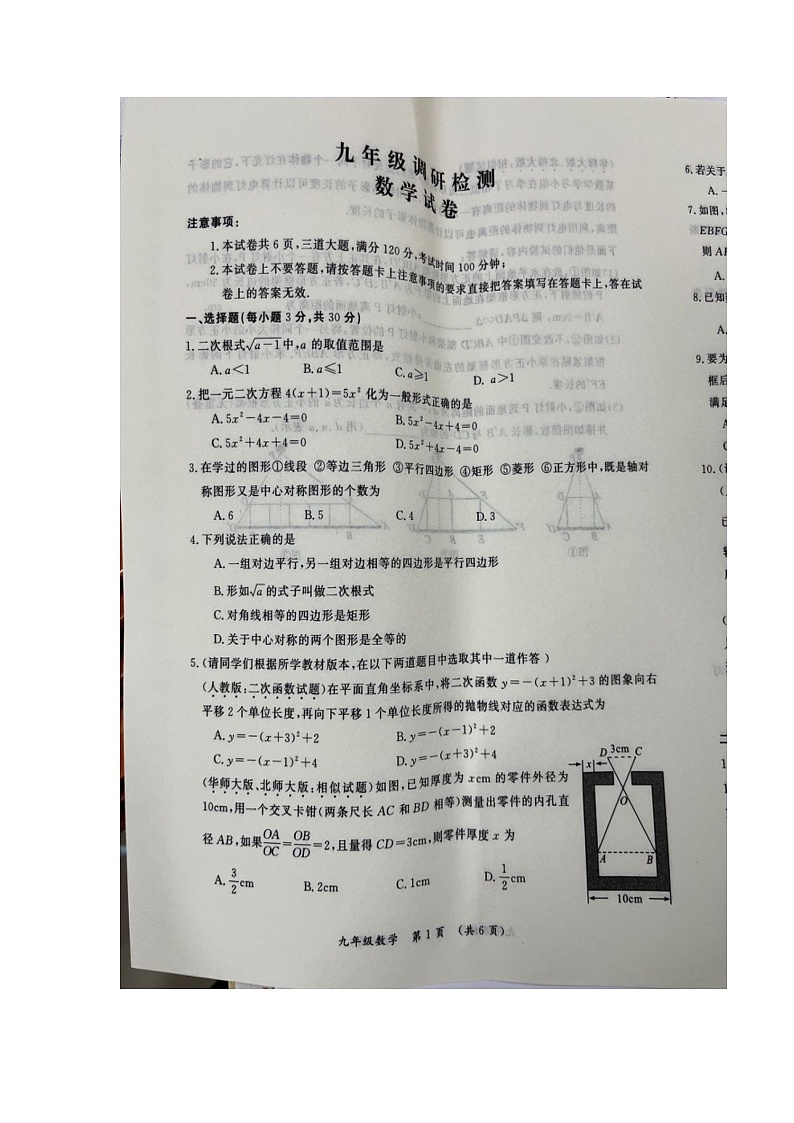 九年级调研检测
数学试卷
注意事项：
1.本试卷共6页，三道大题，满分120分，考试时间100分钟；
2.本试卷上不要答题，请按答题卡上注意事项的要求直接把答案填写在答题卡上，答在试
卷上的答案无效.
一、选择题(每小题3分，共30分)
1.二次根式√(a-1)中，a的取值范围是
A.a<1 B.a⩽1 C.a⩾1 D. a>1
2.把一元二次方程4(x+1)=5x²化为一般形式正确的是
A.5x²-4x-4=0 B.5x²-4x+4=0
C.5x²+4x+4=0 D.5x²+4x-4=0
3.在学过的图形①线段 ②等边三角形 ③平行四边形 ④矩形 ⑤菱形 ⑥正方形中，既是轴对
称图形又是中心对称图形的个数为
A.6 B.5 C.4 D.3
4.下列说法正确的是
A.一组对边平行，另一组对边相等的四边形是平行四边形
B.形如√a的式子叫做二次根式
C.对角线相等的四边形是矩形
D.关于中心对称的两个图形是全等的
5.(请同学们根据所学教材版本，在以下两道题目中选取其中一道作答)
(人教版：二次函数试题)在平面直角坐标系中，将二次函数y=-(x+1)²+3的图象向右
平移2个单位长度，再向下平移1个单位长度所得的抛物线对应的函数表达式为
A.y=-(x+3)²+2 B.y=-(x-1)²+2
C.y=-(x-1)²+4 D.y=-(x+3)²+4
(华师大版、北师大版：相似试题)如图，已知厚度为xcm的零件外径为
10cm，用一个交叉卡钳(两条尺长AC和BD相等)测量出零件的内孔直
径AB，如果OA/OC=OB/OD=2，且量得CD=3cm，则零件厚度x为
A.3/2cm B.2cm C.1cm D.1/2cm
D 3cm C
x
O
A B
10cm
九年级数学 第1页 (共6页)
6.若关于
A.
7.如图，
EBFG
则
A.
8.已知
A.
9.要为
框后
满足
10.